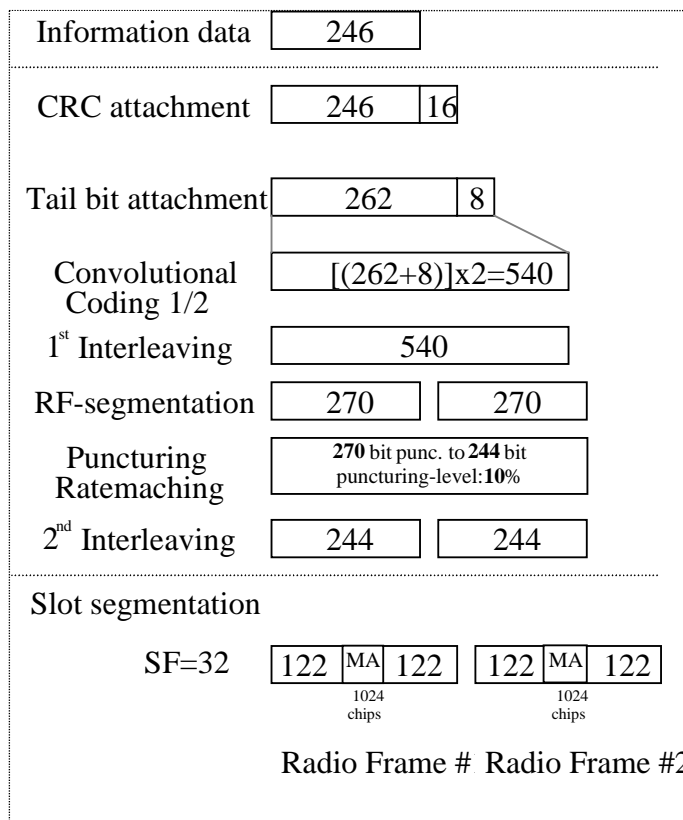 Information data 246
CRC attachment 246 16
Tail bit attachment 262 8
Convolutional
Coding 1/2
[(262+8)]x2=540
1st Interleaving 540
RF-segmentation 270 270
Puncturing
Ratemaching
270 bit punc. to 244 bit
puncturing-level:10%
2nd Interleaving 244 244
Slot segmentation
SF=32 122 MA 122 122 MA 122
1024
chips
1024
chips
Radio Frame # Radio Frame #2